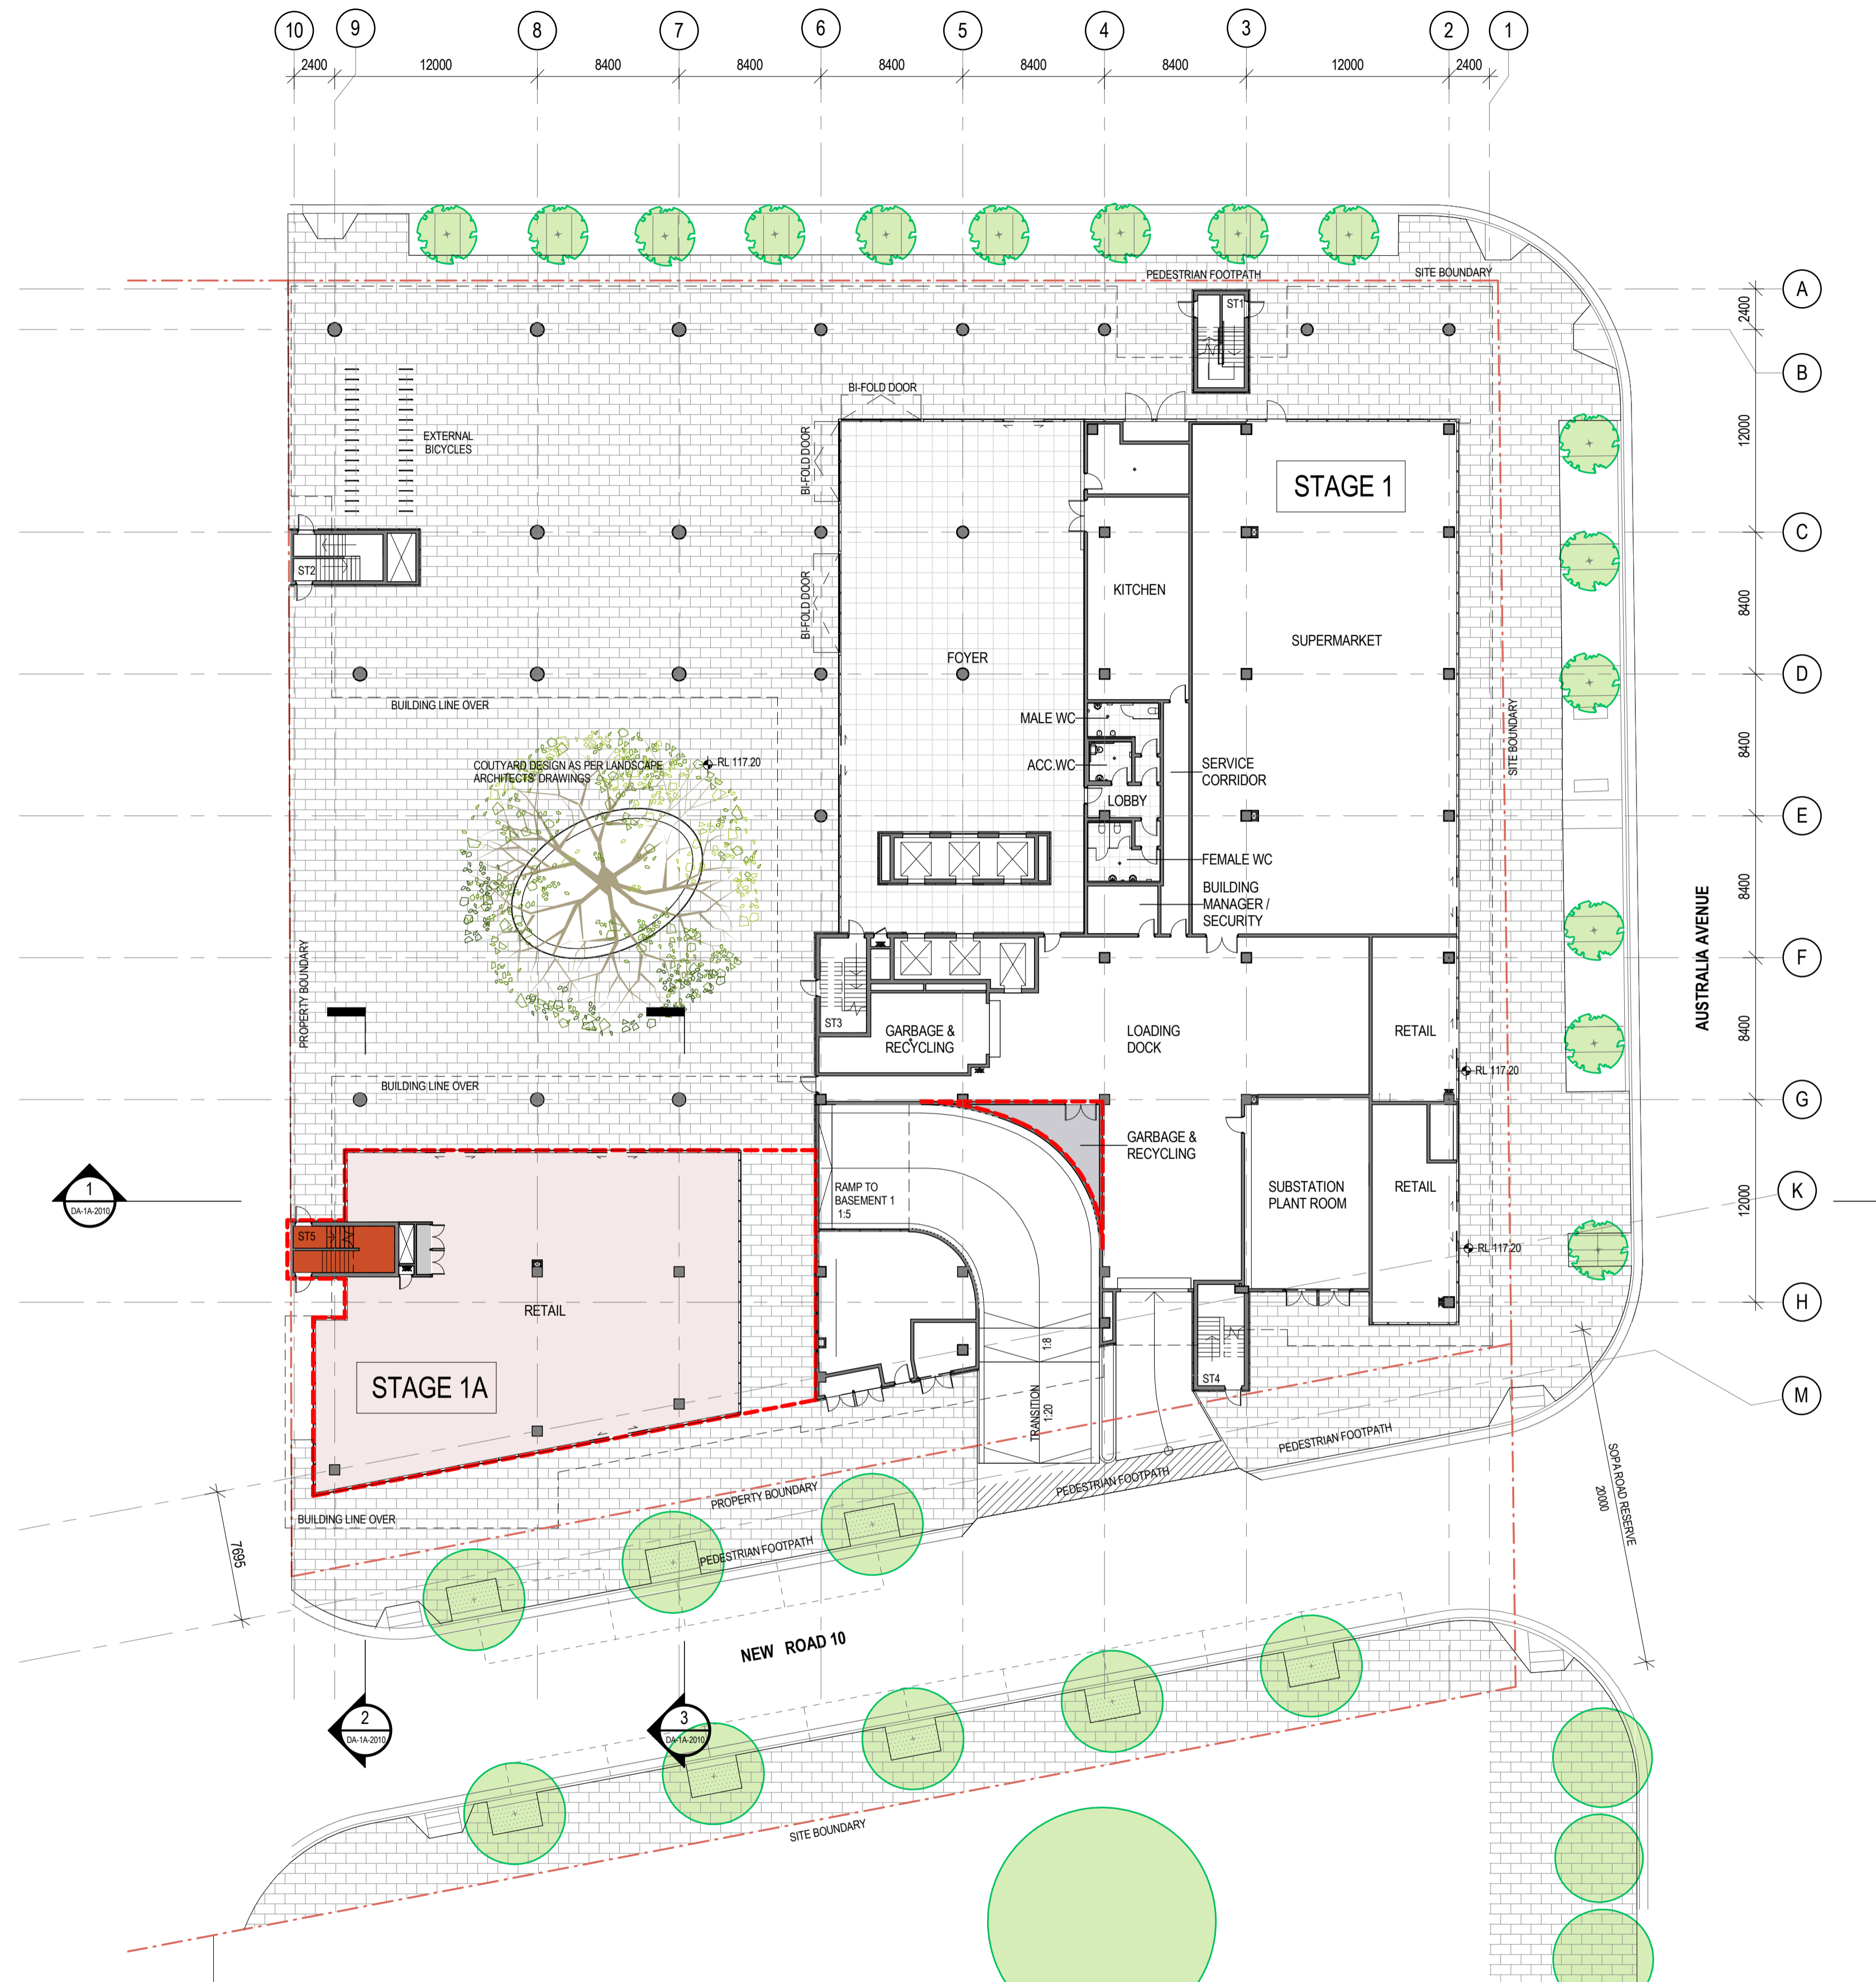 10
9
8
7
6
5
4
3
2
1
2400
12000
8400
8400
8400
8400
8400
12000
2400
PEDESTRIAN FOOTPATH
SITE BOUNDARY
A
2400
ST1
B
BI-FOLD DOOR
EXTERNAL
BICYCLES
BI-FOLD DOOR
12000
STAGE 1
C
ST2
KITCHEN
BI-FOLD DOOR
8400
SUPERMARKET
FOYER
D
BUILDING LINE OVER
MALE WC
SITE BOUNDARY
COUTYARD DESIGN AS PER LANDSCAPE
ARCHITECTS' DRAWINGS
RL 117.20
ACC.WC
SERVICE
CORRIDOR
8400
LOBBY
E
FEMALE WC
BUILDING
MANAGER /
SECURITY
8400
AUSTRALIA AVENUE
PROPERTY BOUNDARY
F
ST3
GARBAGE &
RECYCLING
LOADING
DOCK
RETAIL
8400
RL 117.20
BUILDING LINE OVER
G
GARBAGE &
RECYCLING
RAMP TO
BASEMENT 1
1:5
SUBSTATION
PLANT ROOM
RETAIL
12000
K
1
DA-1A-2010
ST5
RL 117.20
RETAIL
H
1:8
STAGE 1A
ST4
TRANSITION
1:20
M
PEDESTRIAN FOOTPATH
SOPA ROAD RESERVE
20000
PEDESTRIAN FOOTPATH
PROPERTY BOUNDARY
BUILDING LINE OVER
7695
PEDESTRIAN FOOTPATH
NEW ROAD 10
2
DA-1A-2010
3
DA-1A-2010
SITE BOUNDARY